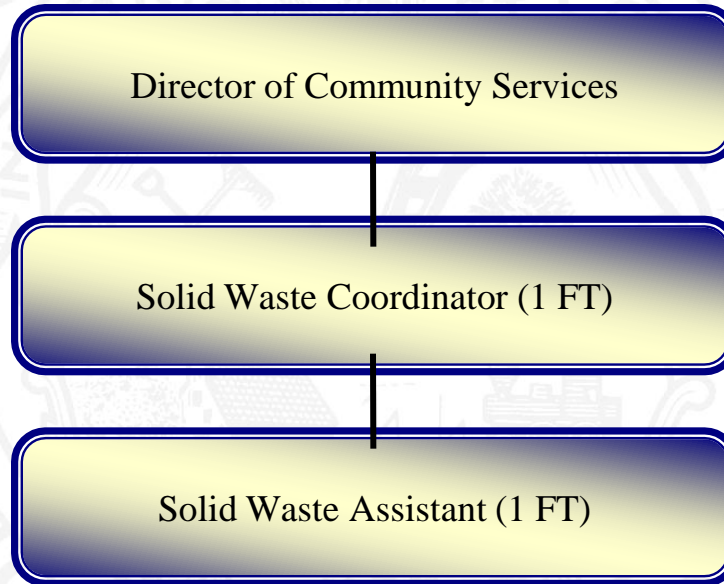 Director of Community Services
Solid Waste Coordinator (1 FT)
Solid Waste Assistant (1 FT)